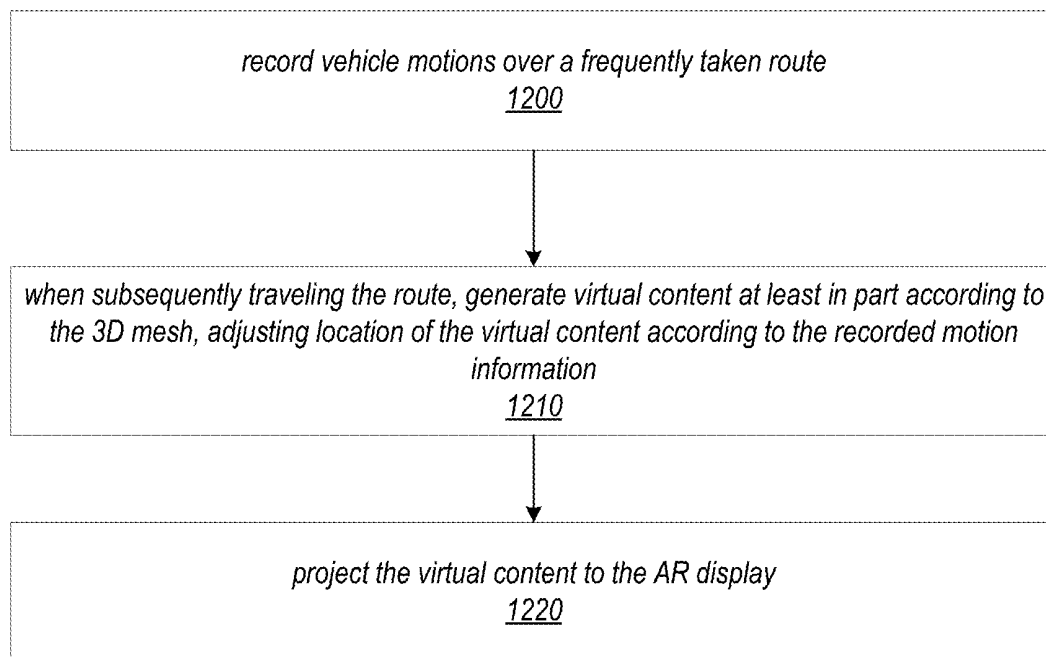 record vehicle motions over a frequently taken route
1200
when subsequently traveling the route, generate virtual content at least in part according to
the 3D mesh, adjusting location of the virtual content according to the recorded motion
information
1210
project the virtual content to the AR display
1220